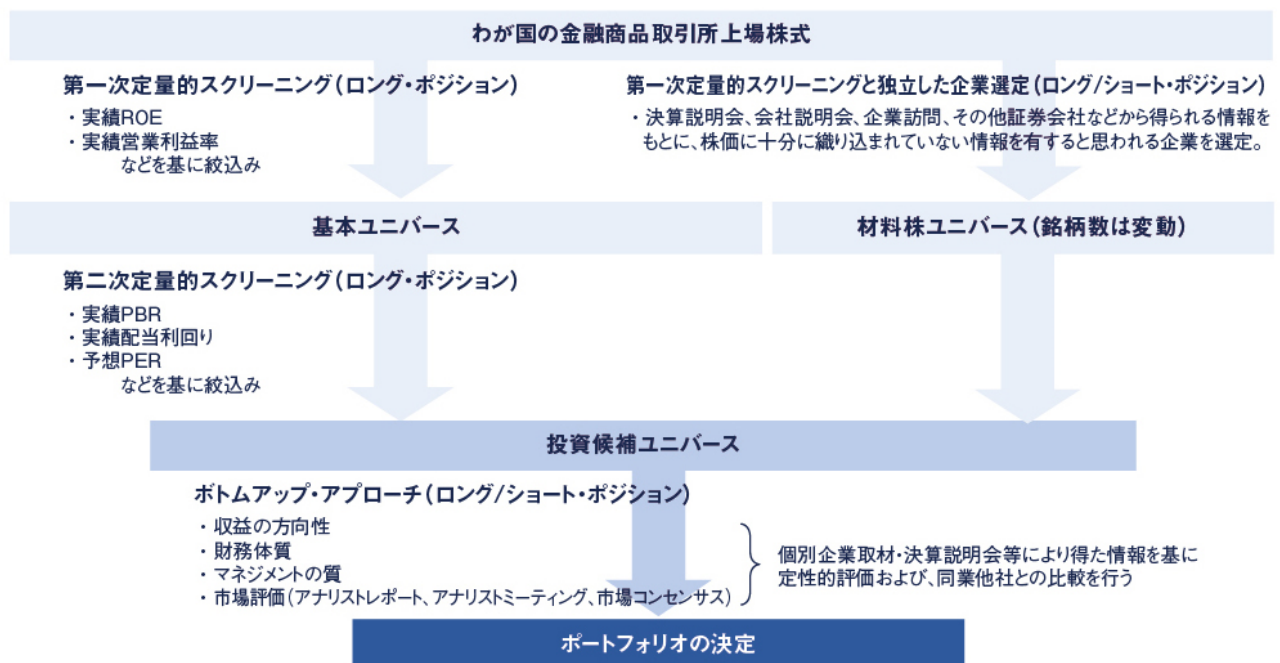 わが国の金融商品取引所上場株式
第一次定量的スクリーニング(ロング・ポジション)
・実績ROE
・実績営業利益率
などを基に絞込み
第一次定量的スクリーニングと独立した企業選定(ロング/ショート・ポジション)
・決算説明会、会社説明会、企業訪問、その他証券会社などから得られる情報を
もとに、株価に十分に織り込まれていない情報を有すると思われる企業を選定。
基本ユニバース
材料株ユニバース(銘柄数は変動)
第二次定量的スクリーニング(ロング・ポジション)
・実績PBR
・実績配当利回り
・予想PER
などを基に絞込み
投資候補ユニバース
ボトムアップ・アプローチ(ロング/ショート・ポジション)
・収益の方向性
・財務体質
・マネジメントの質
・市場評価(アナリストレポート、アナリストミーティング、市場コンセンサス)
個別企業取材・決算説明会等により得た情報を基に
定性的評価および、同業他社との比較を行う
ポートフォリオの決定